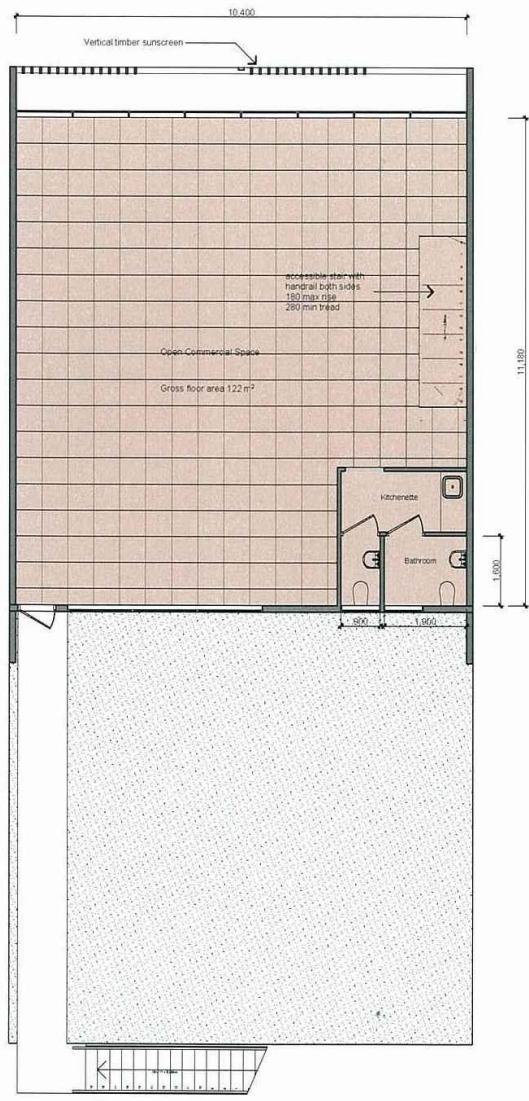 10,400
Vertical timber sunscreen
accessible stair with
handrail both sides
180 max rise
280 min tread
11,180
Open Commercial Space
Gross floor area 122 m²
Kitchenette
Bathroom
1,600
900
1,900